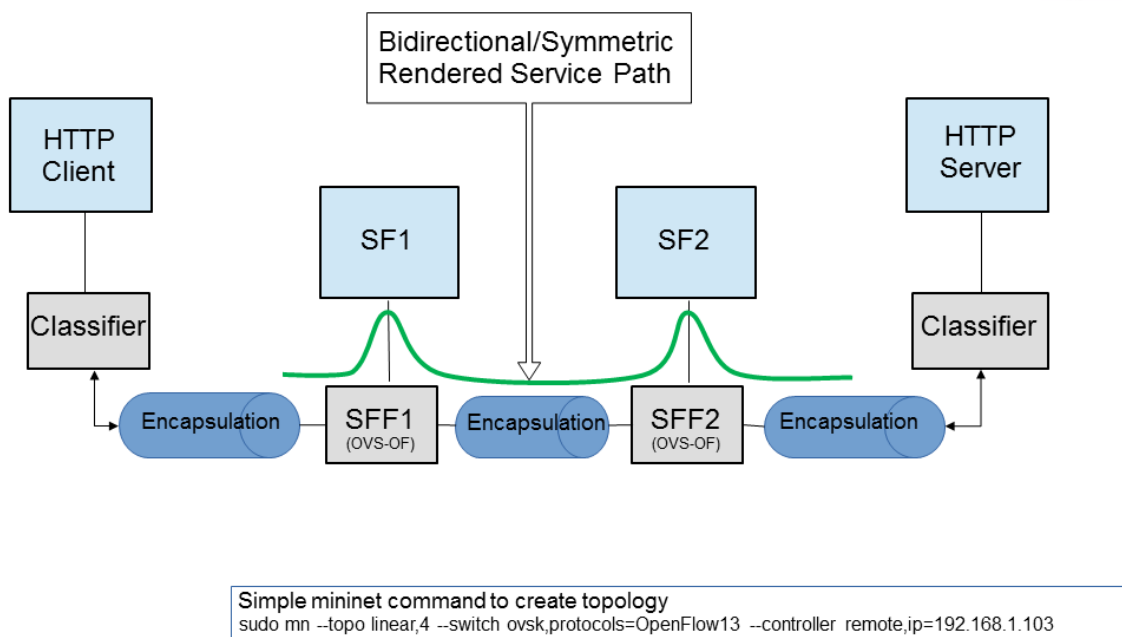 Bidirectional/Symmetric
Rendered Service Path
HTTP
Client
HTTP
Server
SF1
SF2
Classifier
Classifier
Encapsulation
SFF1
(OVS-OF)
Encapsulation
SFF2
(OVS-OF)
Encapsulation
Simple mininet command to create topology
sudo mn --topo linear,4 --switch ovsk,protocols=OpenFlow13 --controller remote,ip=192.168.1.103